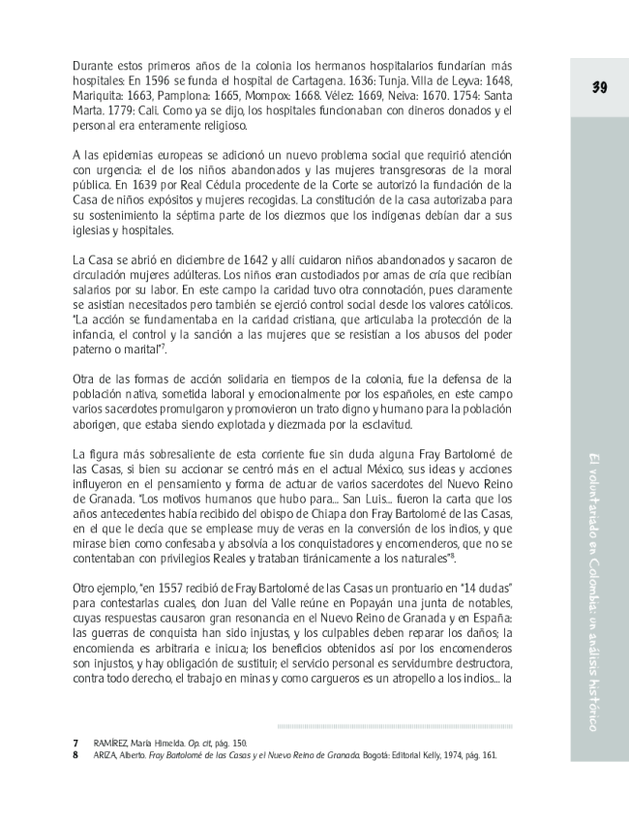 Durante estos primeros años de la colonia los hermanos hospitalarios fundarían más
hospitales: En 1596 se funda el hospital de Cartagena. 1636: Tunja. Villa de Leyva: 1648,
Mariquita: 1663, Pamplona: 1665, Mompox: 1668. Vélez: 1669, Neiva: 1670. 1754: Santa
Marta. 1779: Cali. Como ya se dijo, los hospitales funcionaban con dineros donados y el
personal era enteramente religioso.
A las epidemias europeas se adicionó un nuevo problema social que requirió atención
con urgencia: el de los niños abandonados y las mujeres transgresoras de la moral
pública. En 1639 por Real Cédula procedente de la Corte se autorizó la fundación de la
Casa de niños expósitos y mujeres recogidas. La constitución de la casa autorizaba para
su sostenimiento la séptima parte de los diezmos que los indígenas debían dar a sus
iglesias y hospitales.
La Casa se abrió en diciembre de 1642 y allí cuidaron niños abandonados y sacaron de
circulación mujeres adúlteras. Los niños eran custodiados por amas de cría que recibían
salarios por su labor. En este campo la caridad tuvo otra connotación, pues claramente
se asistían necesitados pero también se ejerció control social desde los valores católicos.
"La acción se fundamentaba en la caridad cristiana, que articulaba la protección de la
infancia, el control y la sanción a las mujeres que se resistían a los abusos del poder
paterno o marital"7.
Otra de las formas de acción solidaria en tiempos de la colonia, fue la defensa de la
población nativa, sometida laboral y emocionalmente por los españoles, en este campo
varios sacerdotes promulgaron y promovieron un trato digno y humano para la población
aborigen, que estaba siendo explotada y diezmada por la esclavitud.
La figura más sobresaliente de esta corriente fue sin duda alguna Fray Bartolomé de
las Casas, si bien su accionar se centró más en el actual México, sus ideas y acciones
influyeron en el pensamiento y forma de actuar de varios sacerdotes del Nuevo Reino
de Granada. "Los motivos humanos que hubo para... San Luis... fueron la carta que los
años antecedentes había recibido del obispo de Chiapa don Fray Bartolomé de las Casas,
en el que le decía que se emplease muy de veras en la conversión de los indios, y que
mirase bien como confesaba y absolvía a los conquistadores y encomenderos, que no se
contentaban con privilegios Reales y trataban tiránicamente a los naturales"8.
Otro ejemplo, "en 1557 recibió de Fray Bartolomé de las Casas un prontuario en "14 dudas"
para contestarlas cuales, don Juan del Valle reúne en Popayán una junta de notables,
cuyas respuestas causaron gran resonancia en el Nuevo Reino de Granada y en España:
las guerras de conquista han sido injustas, y los culpables deben reparar los daños; la
encomienda es arbitraria e inicua; los beneficios obtenidos así por los encomenderos
son injustos, y hay obligación de sustituir; el servicio personal es servidumbre destructora,
contra todo derecho, el trabajo en minas y como cargueros es un atropello a los indios... la
7 RAMÍREZ, María Himelda. Op. cit, pág. 150.
8 ARIZA, Alberto. Fray Bartolomé de las Casas y el Nuevo Reino de Granada. Bogotá: Editorial Kelly, 1974, pág. 161.
39
El voluntariado en Colombia: un análisis histórico